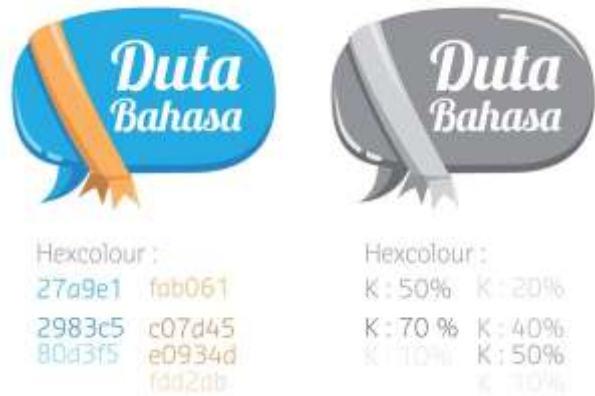 Duta
Bahasa
Hexcolour :
27a9e1 fab061
2983c5 c07d45
80d3f5 e0934d
fdd2ab
Duta
Bahasa
Hexcolour :
K : 50% K : 20%
K : 70 % K : 40%
K : 10% K : 50%
K : 10%